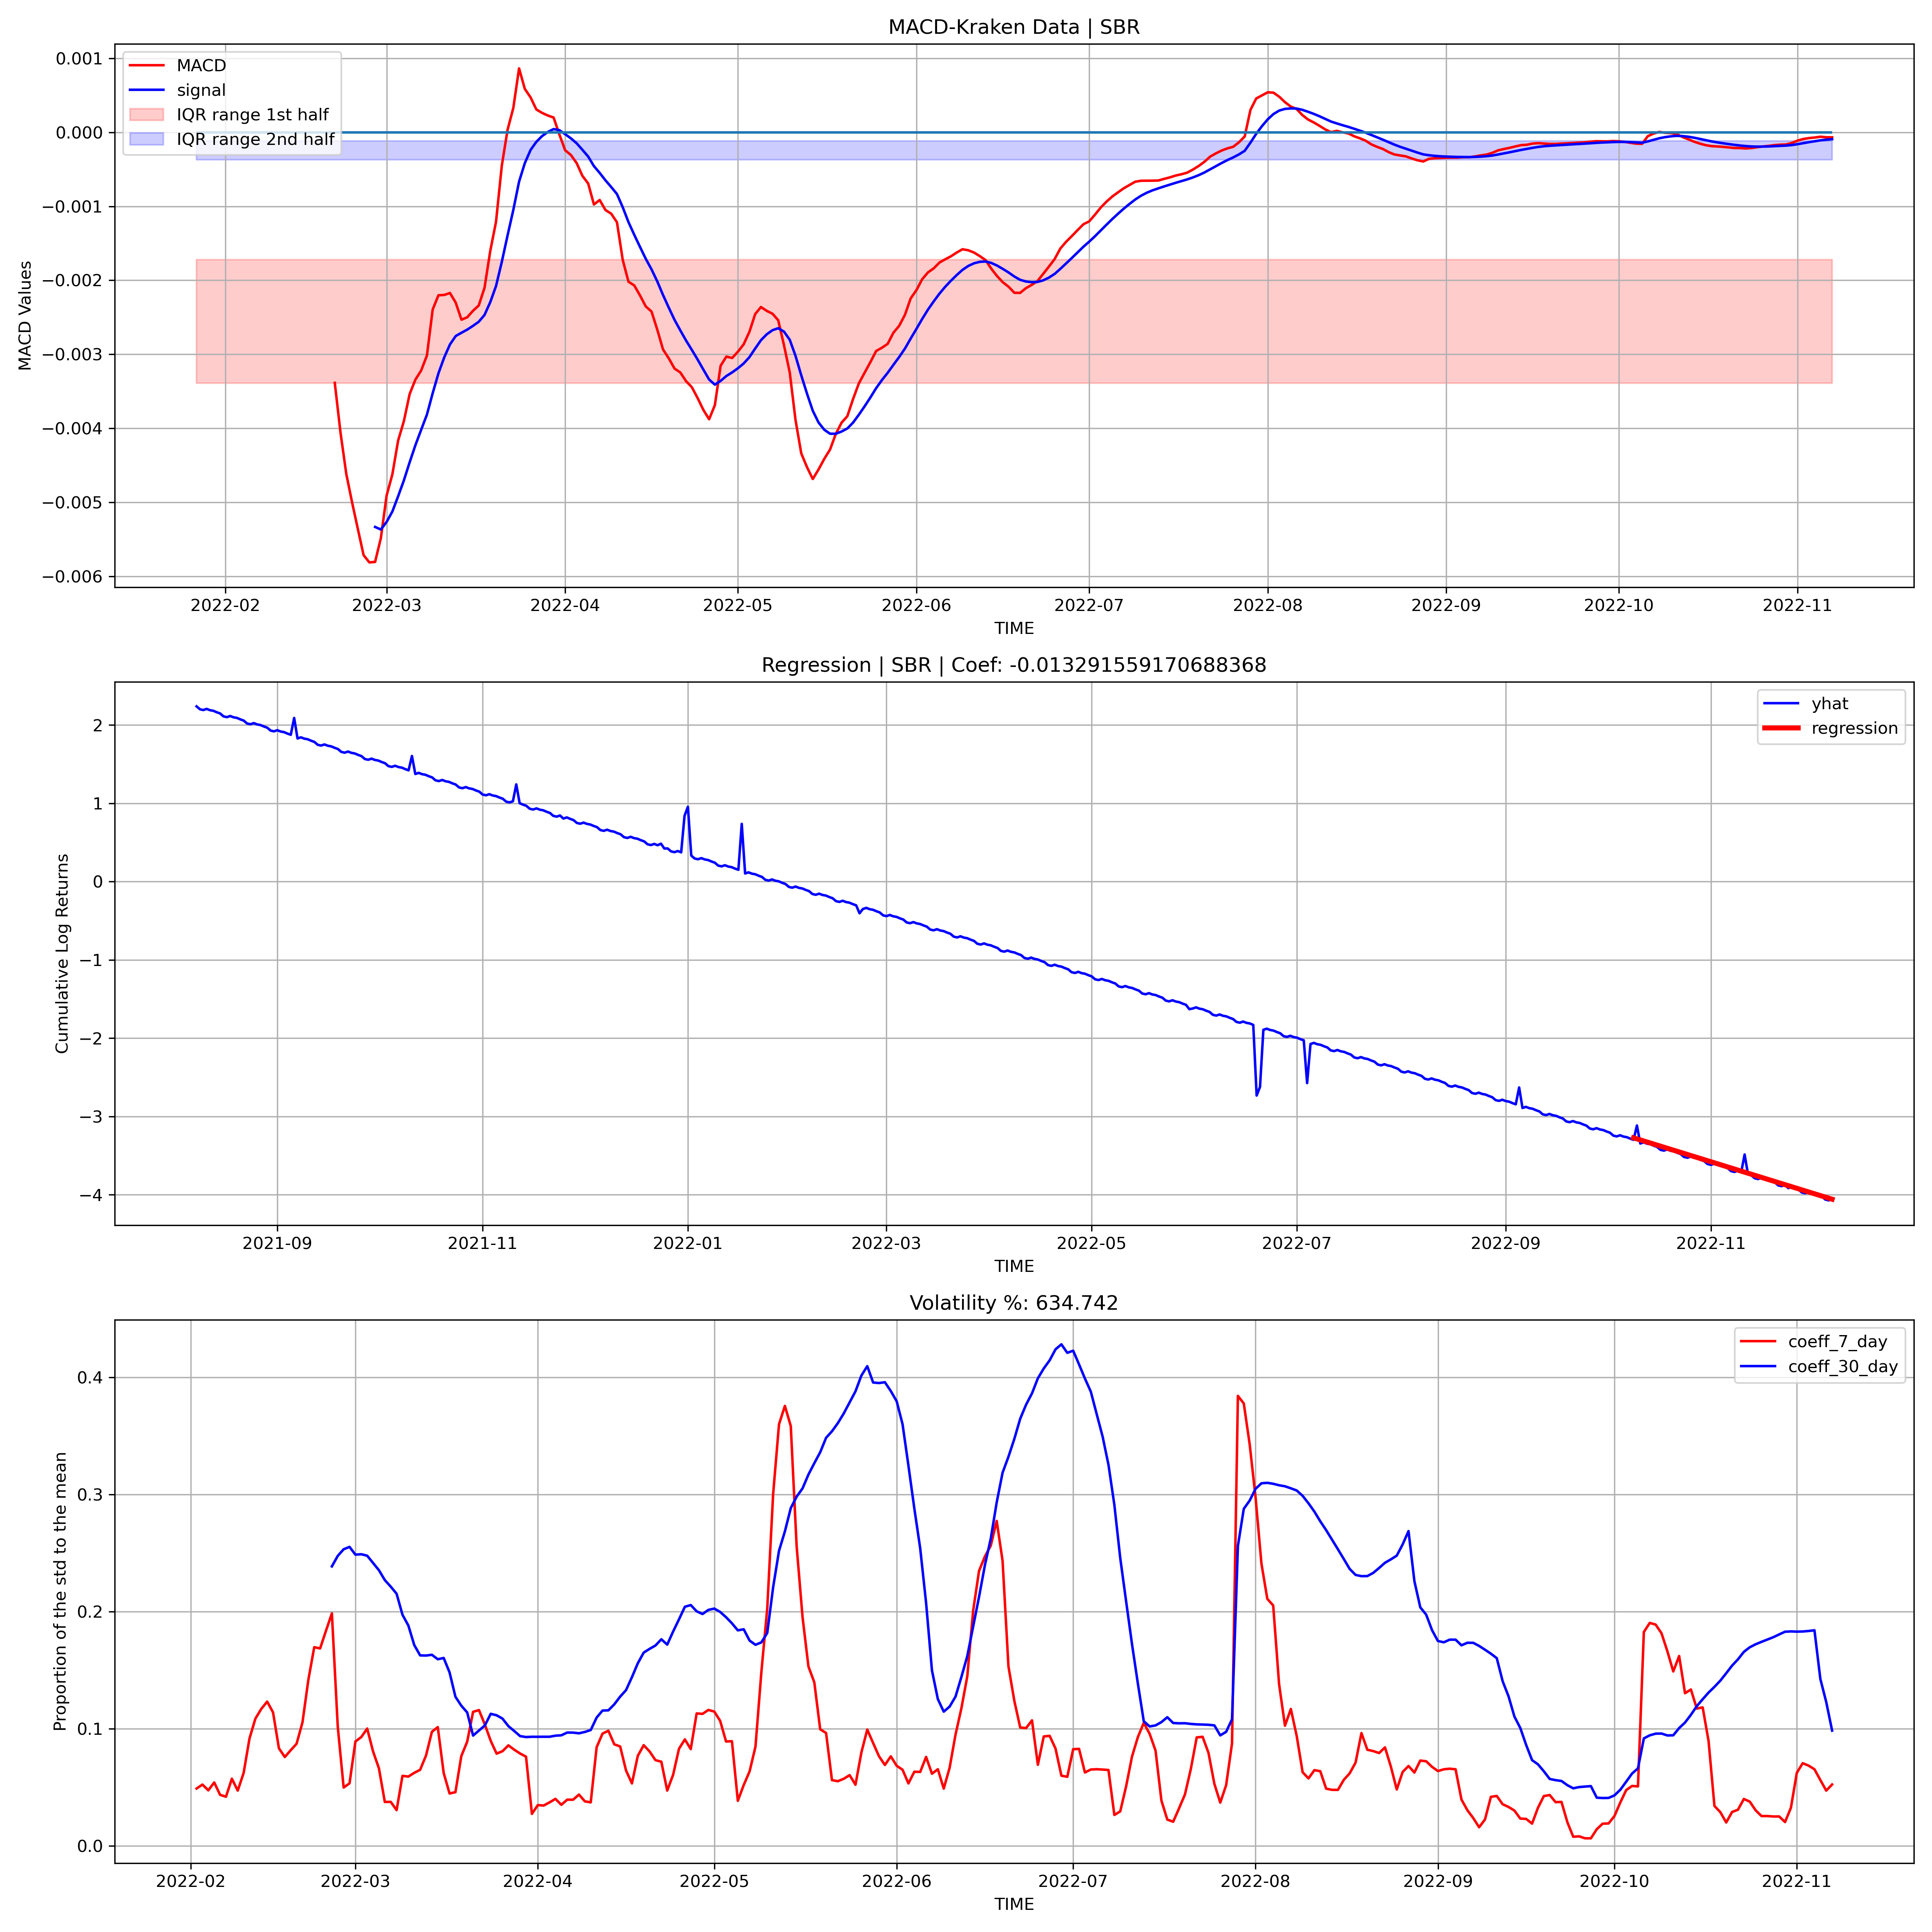 MACD-Kraken Data | SBR
MACD
signal
IQR range 1st half
IQR range 2nd half
MACD Values
0.001
0.000
−0.001
−0.002
−0.003
−0.004
−0.005
−0.006
2022-02 2022-03 2022-04 2022-05 2022-06 2022-07 2022-08 2022-09 2022-10 2022-11
TIME
Regression | SBR | Coef: -0.013291559170688368
yhat
regression
Cumulative Log Returns
2
1
0
−1
−2
−3
−4
2021-09 2021-11 2022-01 2022-03 2022-05 2022-07 2022-09 2022-11
TIME
Volatility %: 634.742
coeff_7_day
coeff_30_day
Proportion of the std to the mean
0.4
0.3
0.2
0.1
0.0
2022-02 2022-03 2022-04 2022-05 2022-06 2022-07 2022-08 2022-09 2022-10 2022-11
TIME